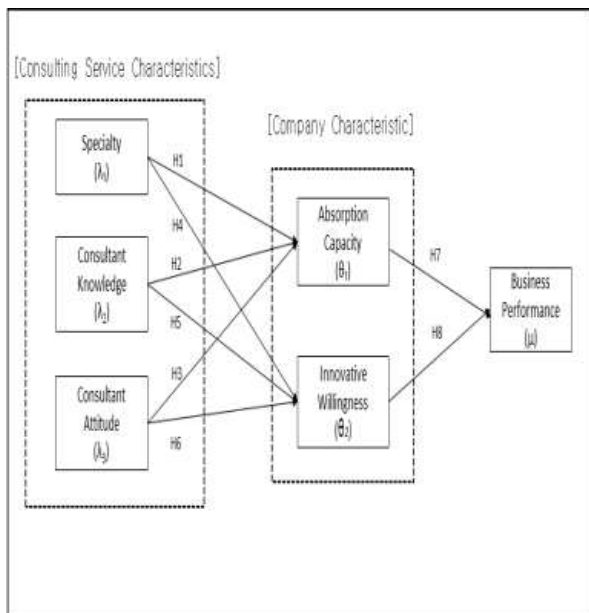 [Consulting Service Characteristics]
[Company Characteristic]
Specialty
(λ₁)
Consultant
Knowledge
(λ₂)
Consultant
Attitude
(λ₃)
H1
H4
H2
H5
H3
H6
Absorption
Capacity
(θ₁)
Innovative
Willingness
(θ₂)
H7
H8
Business
Performance
(μ)